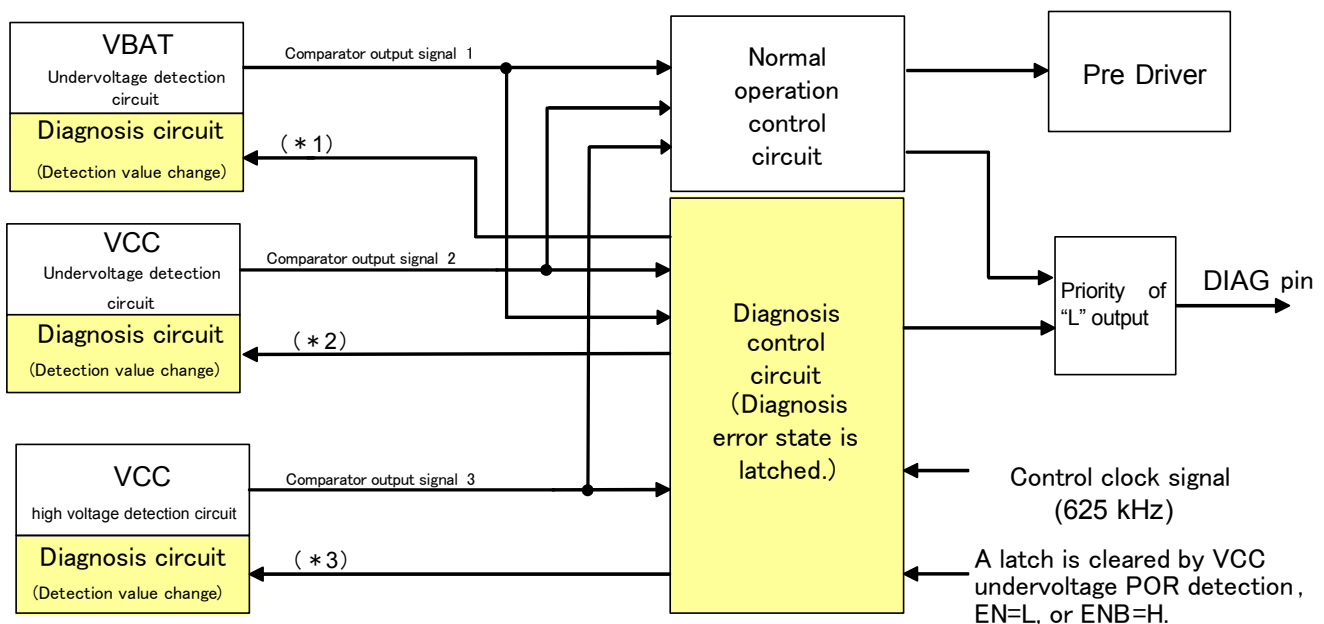 VBAT
Undervoltage detection
circuit
Diagnosis circuit
(Detection value change)
Comparator output signal 1
(*1)
VCC
Undervoltage detection
circuit
Diagnosis circuit
(Detection value change)
Comparator output signal 2
(*2)
VCC
high voltage detection circuit
Diagnosis circuit
(Detection value change)
Comparator output signal 3
(*3)
Normal
operation
control
circuit
Diagnosis
control
circuit
(Diagnosis
error state is
latched.)
Pre Driver
Priority of
“L” output
DIAG pin
Control clock signal
(625 kHz)
A latch is cleared by VCC
undervoltage POR detection,
EN=L, or ENB=H.